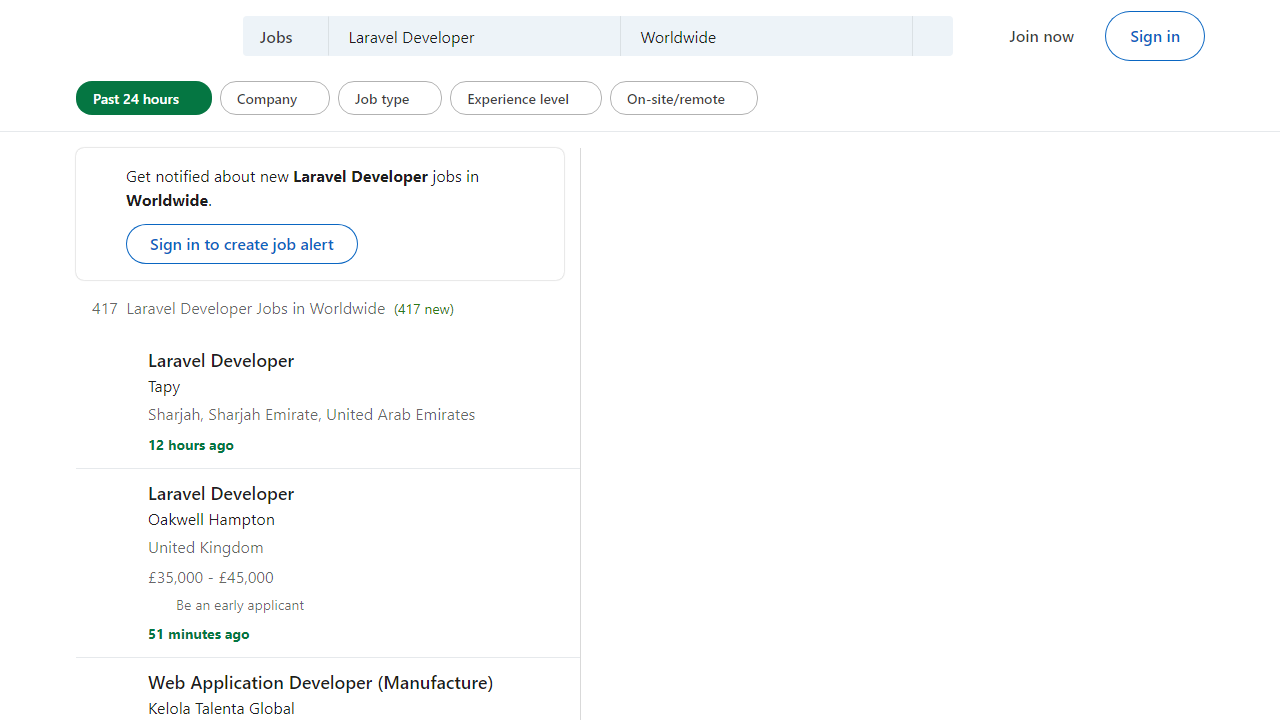 Jobs
Laravel Developer
Worldwide
Join now
Sign in
Past 24 hours
Company
Job type
Experience level
On-site/remote
Get notified about new Laravel Developer jobs in
Worldwide.
Sign in to create job alert
417 Laravel Developer Jobs in Worldwide (417 new)
Laravel Developer
Tapy
Sharjah, Sharjah Emirate, United Arab Emirates
12 hours ago
Laravel Developer
Oakwell Hampton
United Kingdom
£35,000 - £45,000
Be an early applicant
51 minutes ago
Web Application Developer (Manufacture)
Kelola Talenta Global